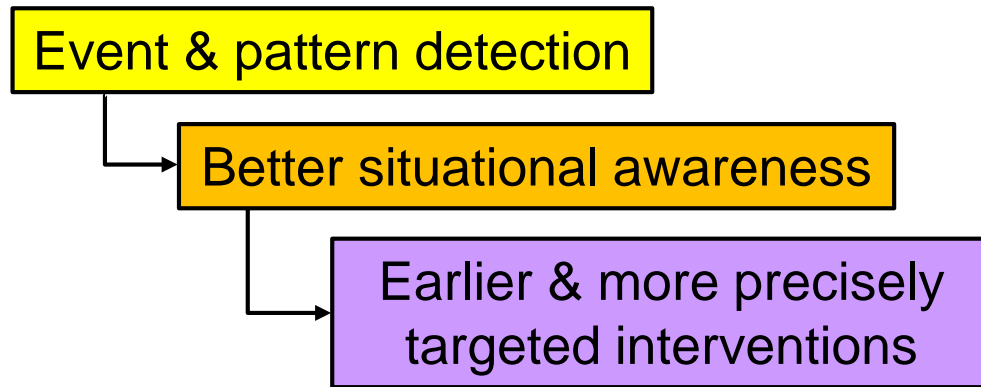 Event & pattern detection
Better situational awareness
Earlier & more precisely
targeted interventions